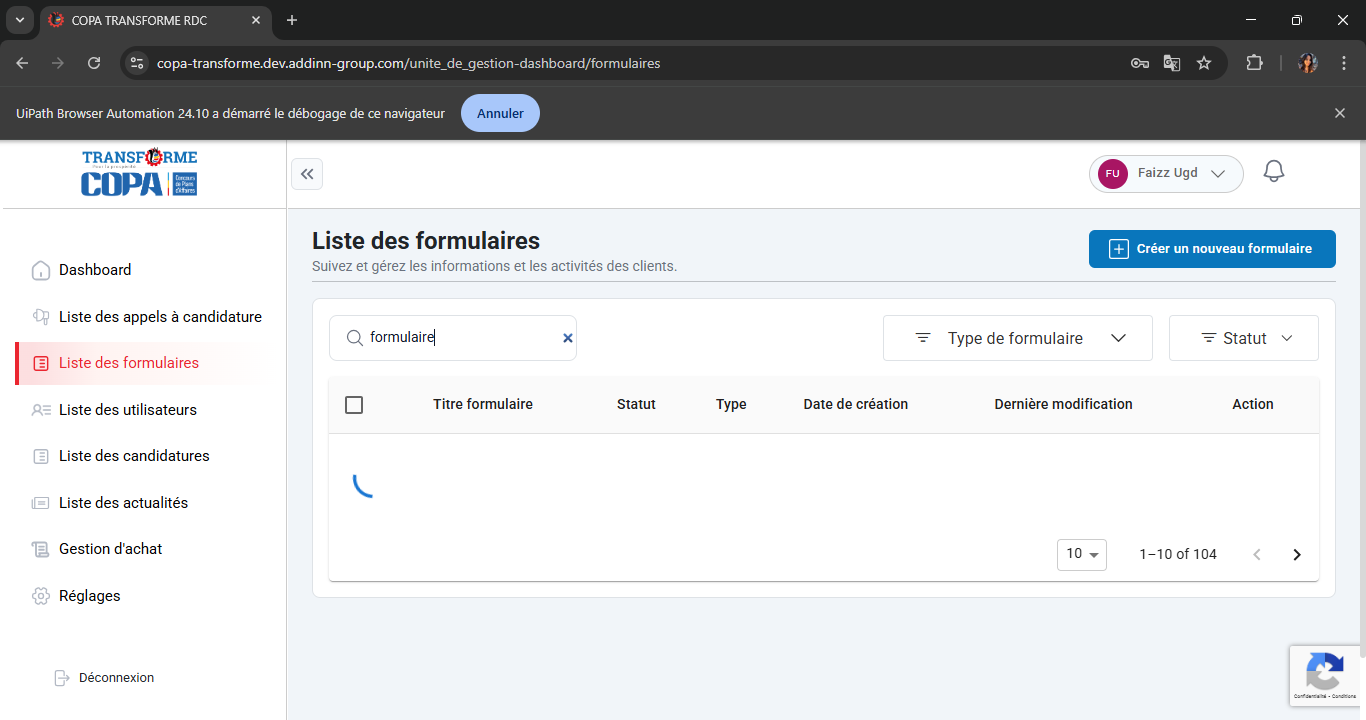 COPA TRANSFORME RDC
copa-transforme.dev.addinn-group.com/unite_de_gestion-dashboard/formulaires
UiPath Browser Automation 24.10 a démarré le débogage de ce navigateur
Annuler
TRANSFORME
Pour la prospérité
COPA
Concours
de Plans
d'Affaires
FU
Faizz Ugd
Dashboard
Liste des appels à candidature
Liste des formulaires
Liste des utilisateurs
Liste des candidatures
Liste des actualités
Gestion d'achat
Réglages
Déconnexion
Liste des formulaires
Suivez et gérez les informations et les activités des clients.
Créer un nouveau formulaire
formulaire
Type de formulaire
Statut
Titre formulaire Statut Type Date de création Dernière modification Action
10
1–10 of 104
Confidentialité - Conditions